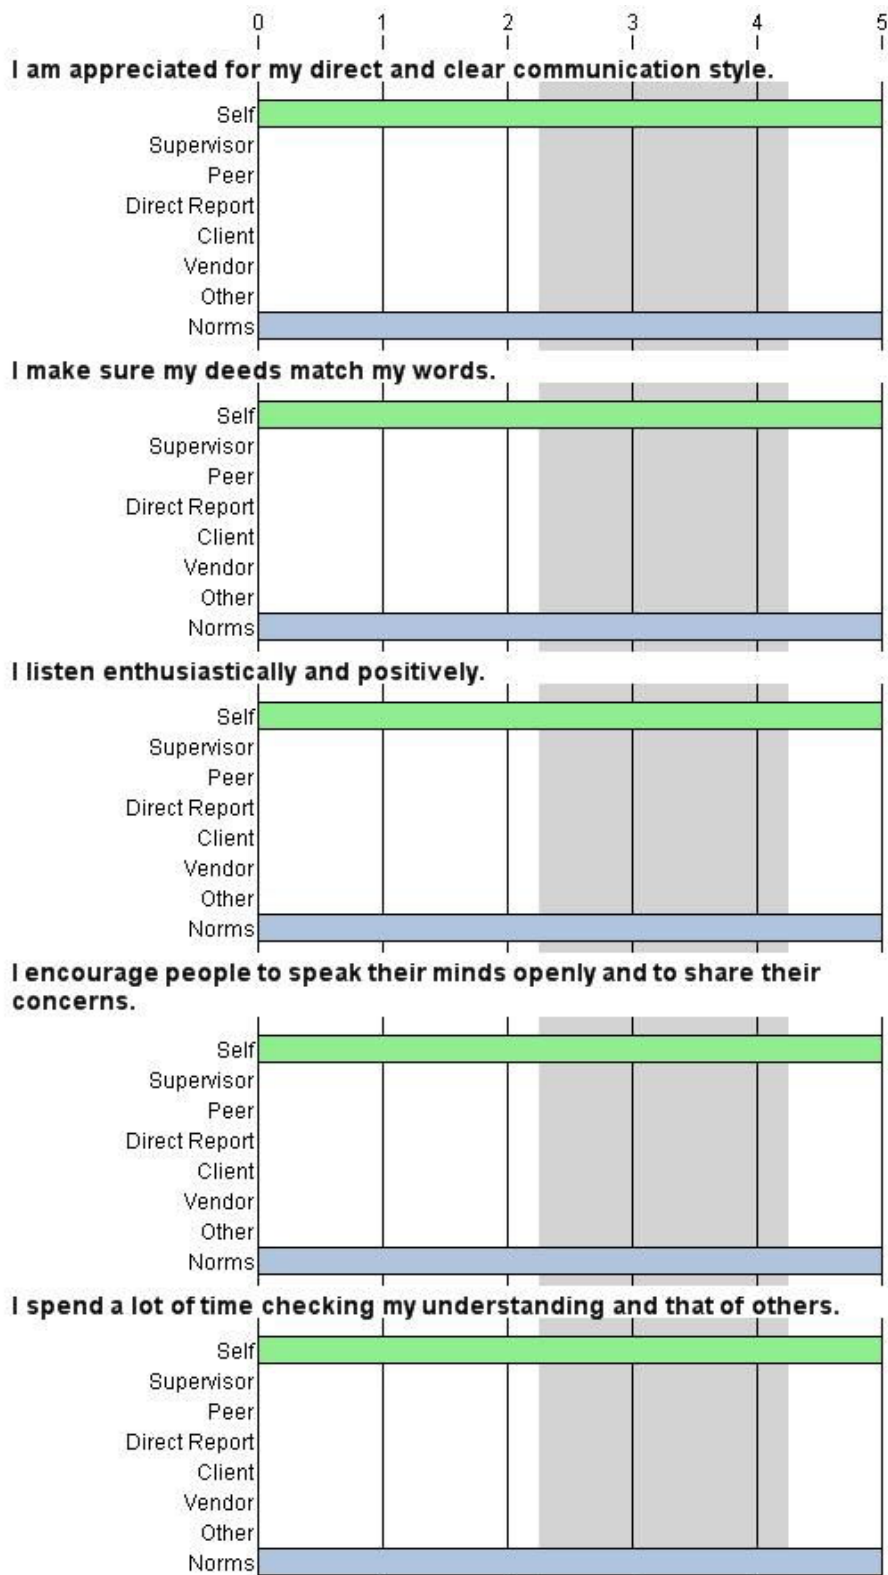 0 1 2 3 4 5
I am appreciated for my direct and clear communication style.
Self
Supervisor
Peer
Direct Report
Client
Vendor
Other
Norms
I make sure my deeds match my words.
Self
Supervisor
Peer
Direct Report
Client
Vendor
Other
Norms
I listen enthusiastically and positively.
Self
Supervisor
Peer
Direct Report
Client
Vendor
Other
Norms
I encourage people to speak their minds openly and to share their
concerns.
Self
Supervisor
Peer
Direct Report
Client
Vendor
Other
Norms
I spend a lot of time checking my understanding and that of others.
Self
Supervisor
Peer
Direct Report
Client
Vendor
Other
Norms